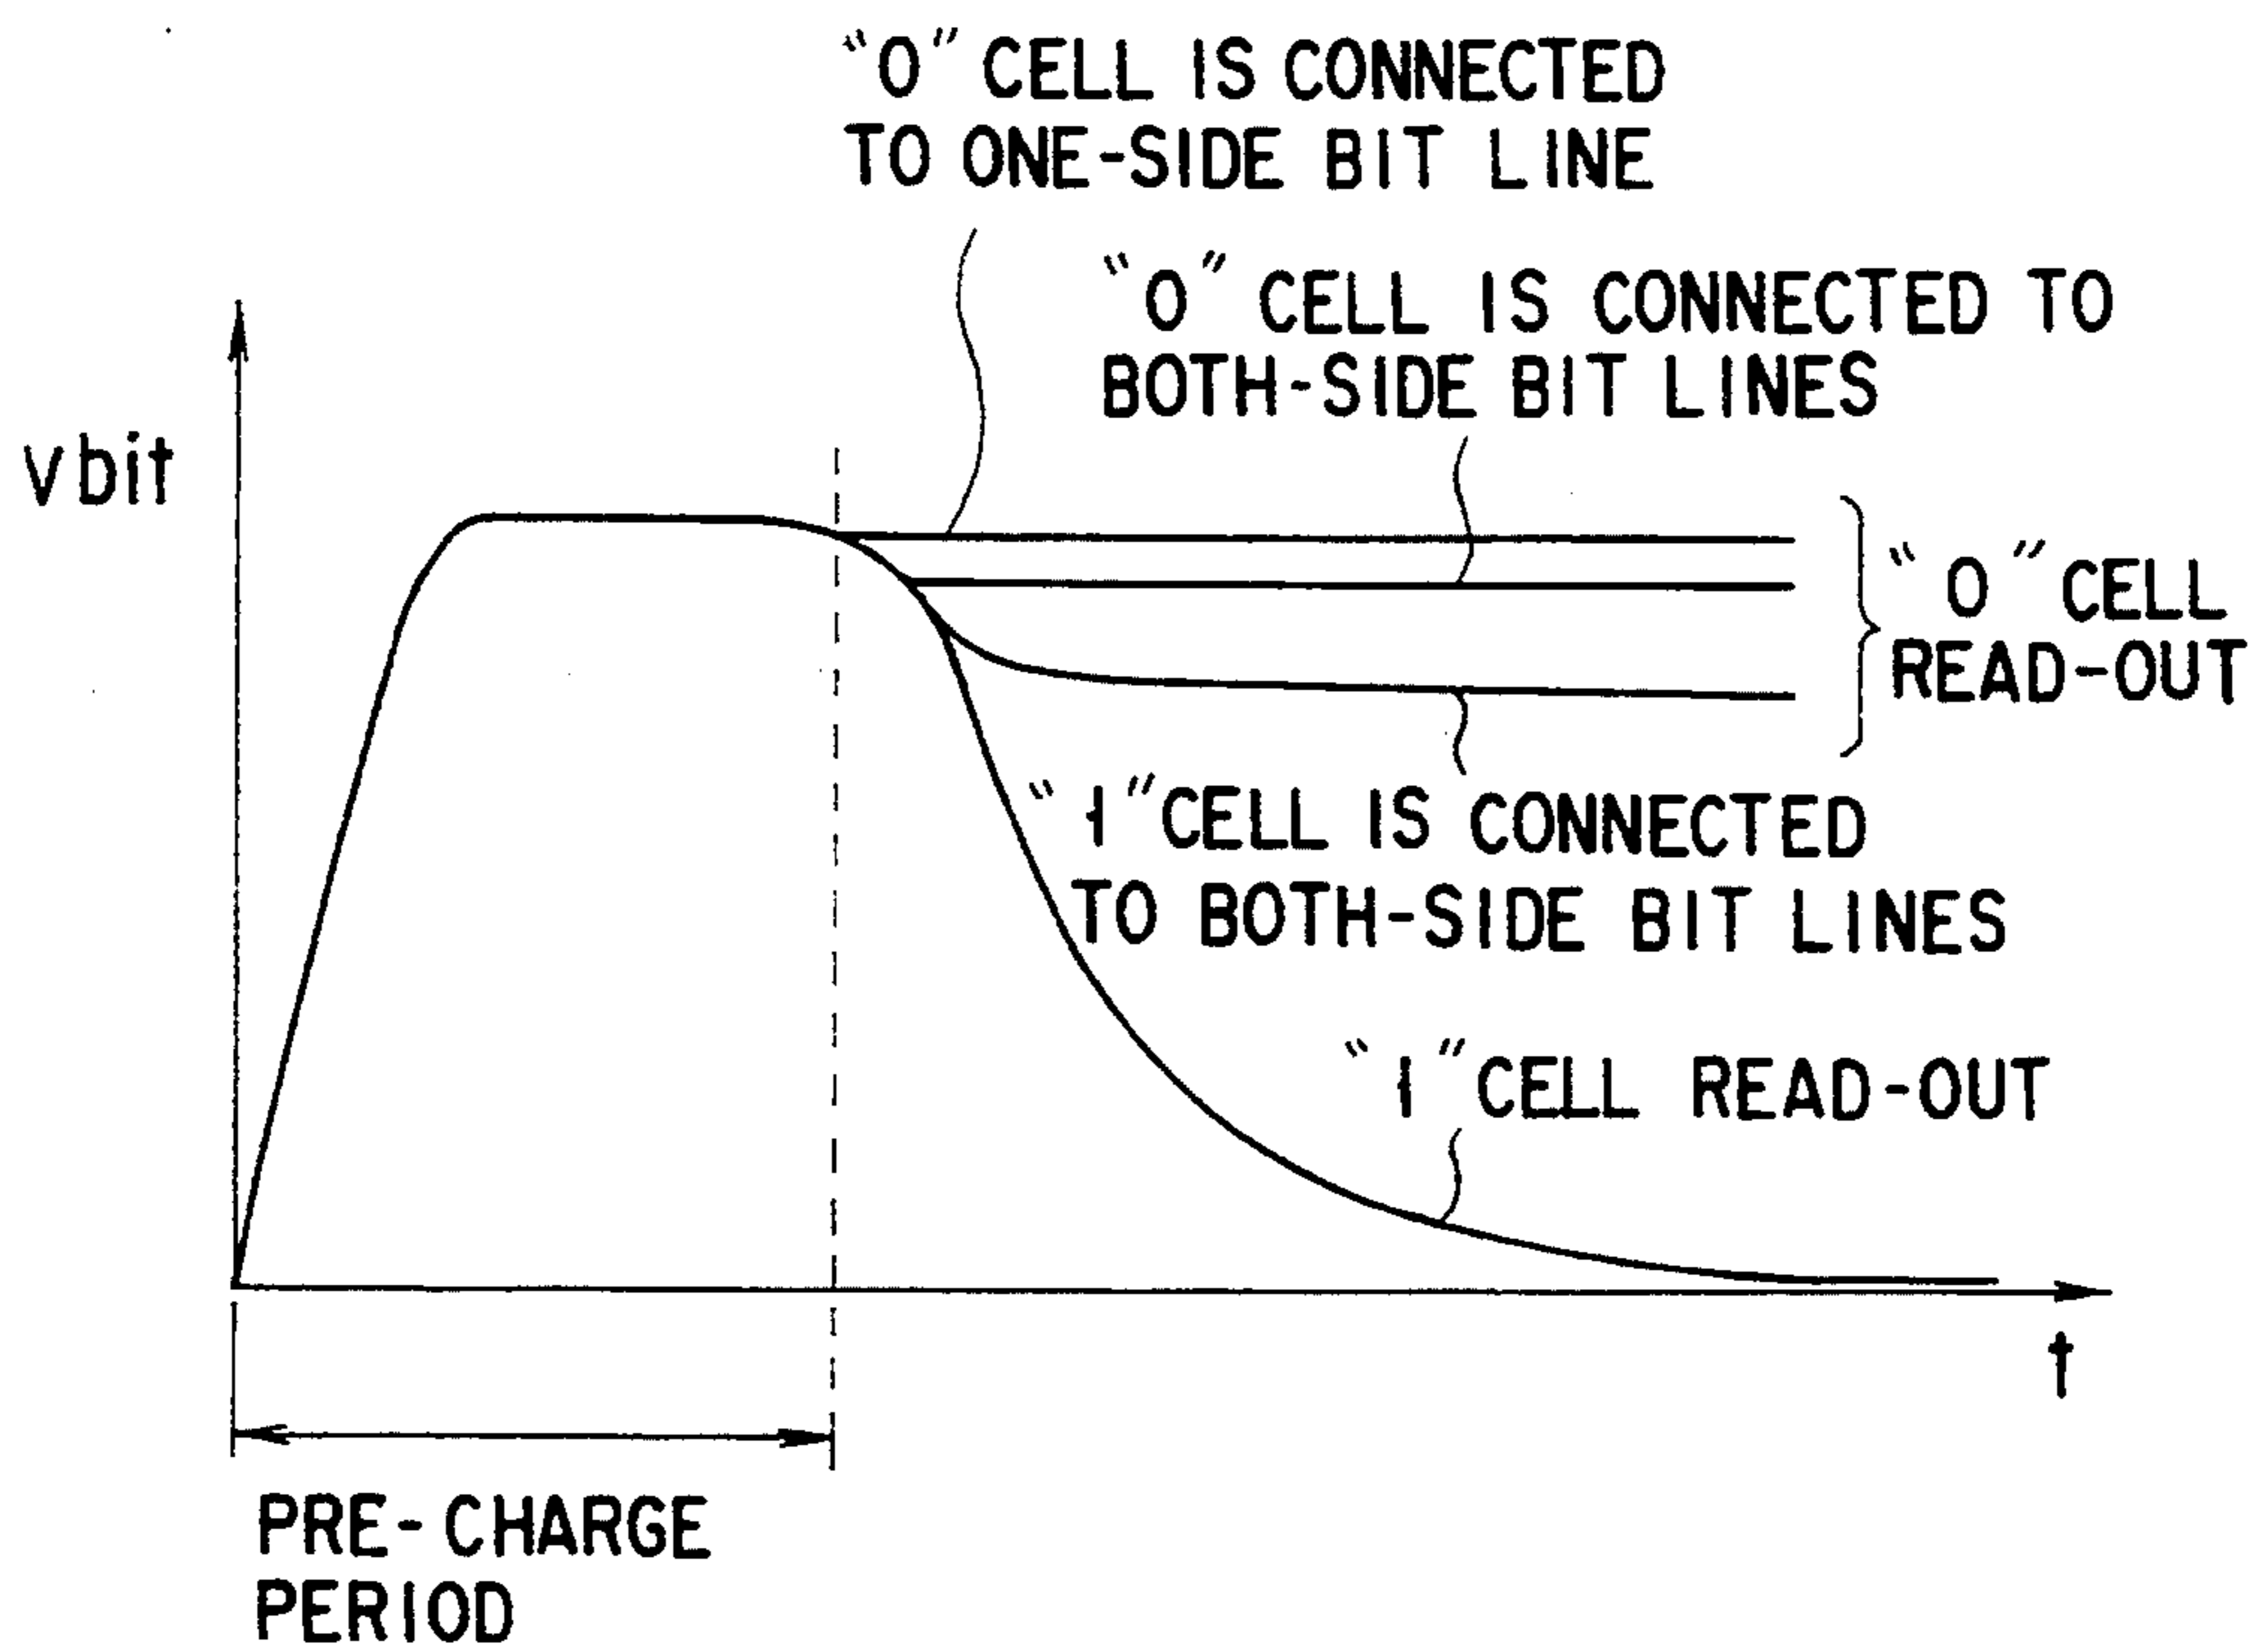 "0" CELL IS CONNECTED
TO ONE-SIDE BIT LINE
"0" CELL IS CONNECTED TO
BOTH-SIDE BIT LINES
vbit
"0" CELL
READ-OUT
"1" CELL IS CONNECTED
TO BOTH-SIDE BIT LINES
"1" CELL READ-OUT
t
PRE-CHARGE
PERIOD